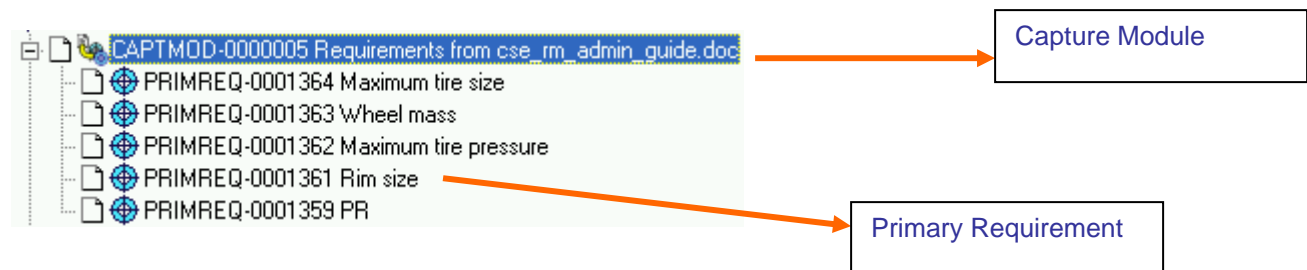 CAPTMOD-0000005 Requirements from cse_rm_admin_guide.doc
Capture Module
PRIMREQ-0001364 Maximum tire size
PRIMREQ-0001363 Wheel mass
PRIMREQ-0001362 Maximum tire pressure
PRIMREQ-0001361 Rim size
PRIMREQ-0001359 PR
Primary Requirement